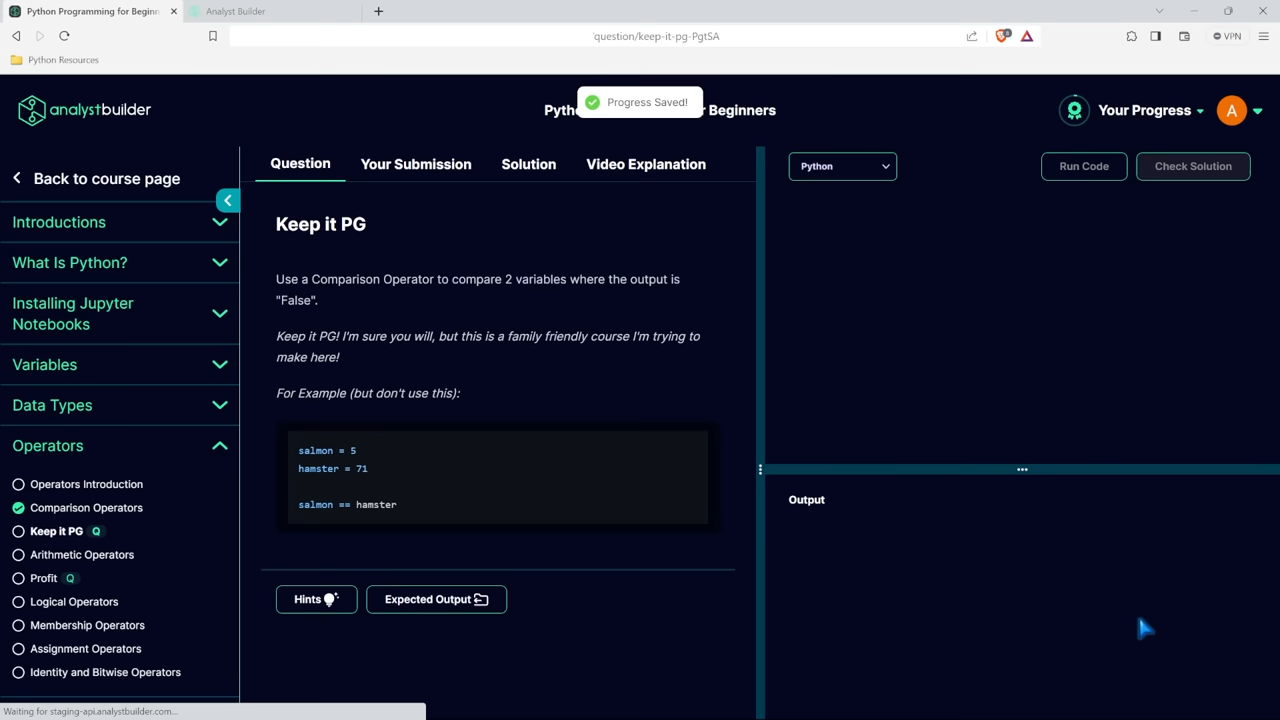 Python Programming for Beginn
Analyst Builder
question/keep-it-pg-PgtSA
VPN
Python Resources
analystbuilder
Pyth
Progress Saved!
r Beginners
Your Progress
A
Back to course page
Introductions
What Is Python?
Installing Jupyter
Notebooks
Variables
Data Types
Operators
Operators Introduction
Comparison Operators
Keep it PG Q
Arithmetic Operators
Profit Q
Logical Operators
Membership Operators
Assignment Operators
Identity and Bitwise Operators
Waiting for staging-api.analystbuilder.com...
Question
Your Submission
Solution
Video Explanation
Keep it PG
Use a Comparison Operator to compare 2 variables where the output is
"False".
Keep it PG! I'm sure you will, but this is a family friendly course I'm trying to
make here!
For Example (but don't use this):
salmon = 5
hamster = 71
salmon == hamster
Hints
Expected Output
Python
Run Code
Check Solution
Output